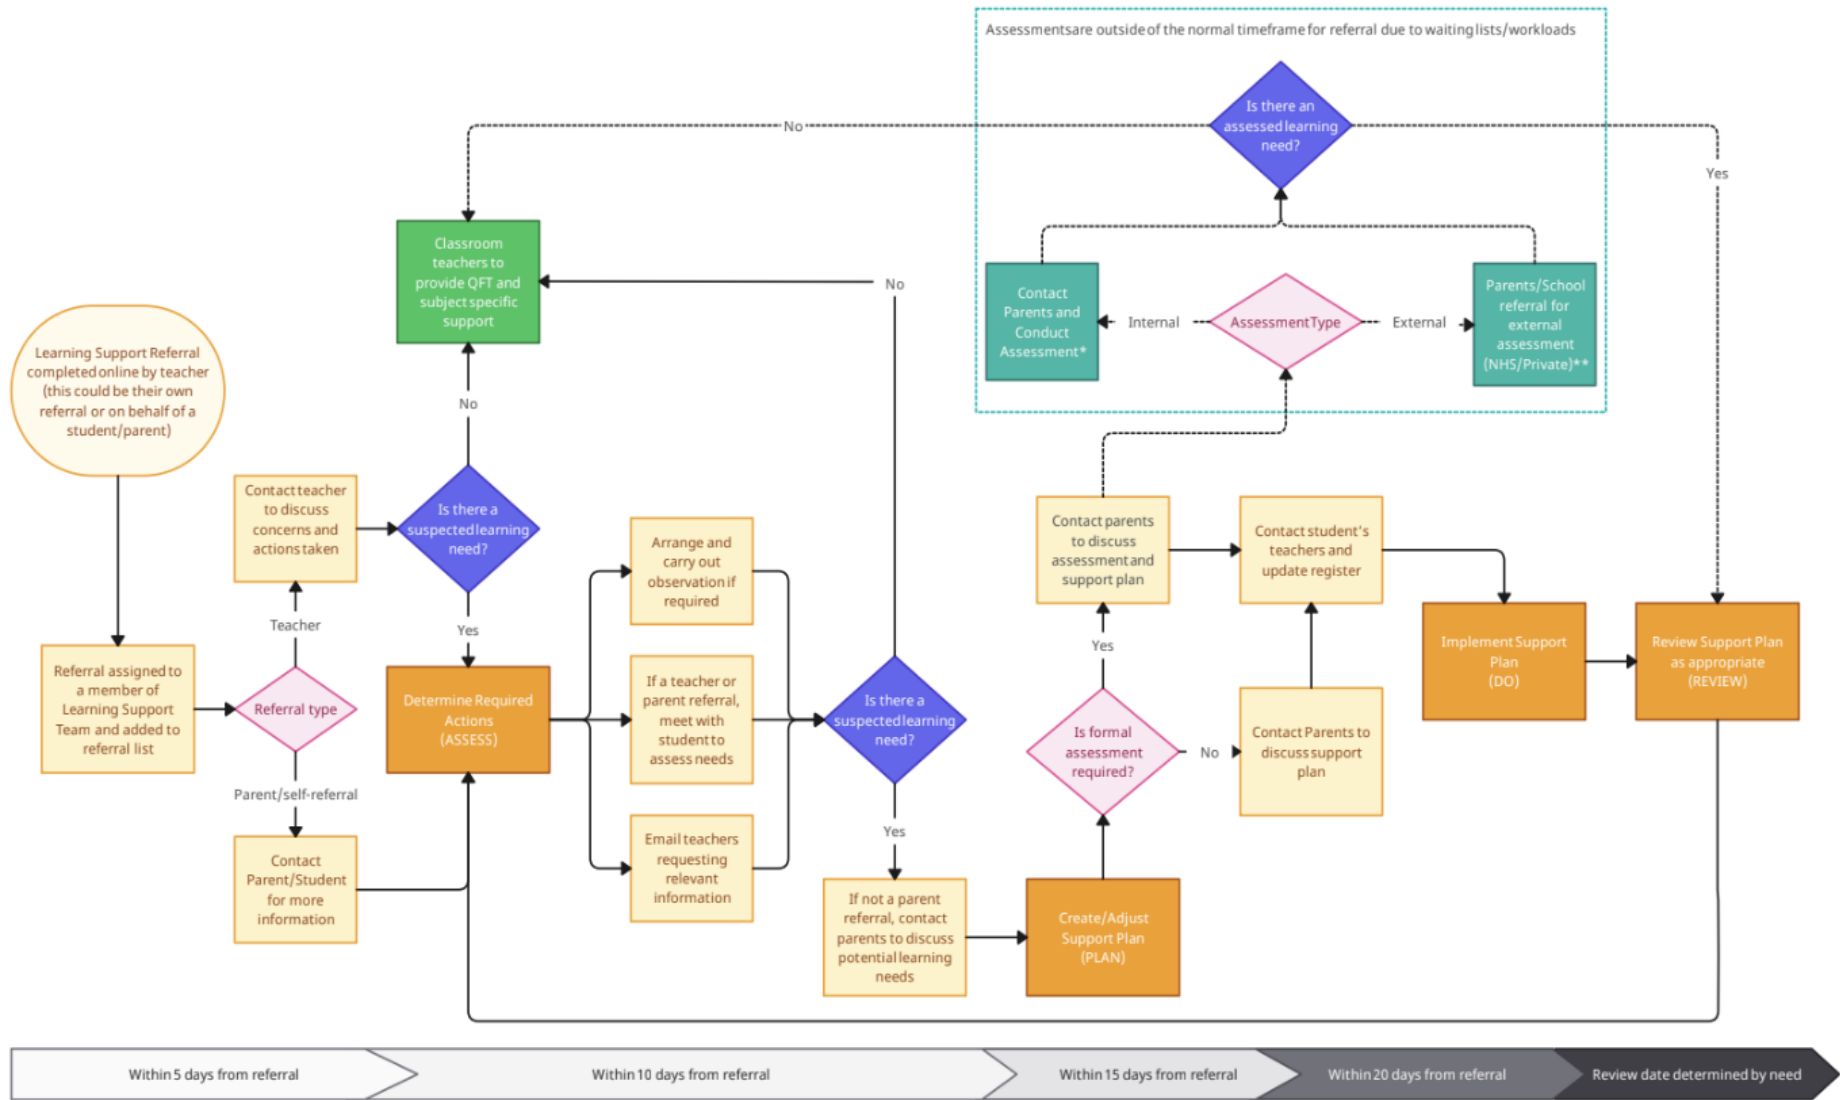 Assessments are outside of the normal timeframe for referral due to waiting lists/workloads
Is there an
assessed learning
need?
No
Yes
Classroom
teachers to
provide QFT and
subject specific
support
No
Contact
Parents and
Conduct
Assessment*
Internal
Assessment Type
External
Parents/School
referral for
external
assessment
(NHS/Private)**
Learning Support Referral
completed online by teacher
(this could be their own
referral or on behalf of a
student/parent)
No
Contact teacher
to discuss
concerns and
actions taken
Is there a
suspected learning
need?
Teacher
Yes
Referral assigned to
a member of
Learning Support
Team and added to
referral list
Referral type
Parent/self-referral
Contact
Parent/Student
for more
information
Determine Required
Actions
(ASSESS)
Arrange and
carry out
observation if
required
If a teacher or
parent referral,
meet with
student to
assess needs
Email teachers
requesting
relevant
information
Is there a
suspected learning
need?
Yes
If not a parent
referral, contact
parents to discuss
potential learning
needs
Create/Adjust
Support Plan
(PLAN)
Is formal
assessment
required?
Yes
No
Contact parents
to discuss
assessment and
support plan
Contact student's
teachers and
update register
Contact Parents to
discuss support
plan
Implement Support
Plan
(DO)
Review Support Plan
as appropriate
(REVIEW)
Within 5 days from referral
Within 10 days from referral
Within 15 days from referral
Within 20 days from referral
Review date determined by need